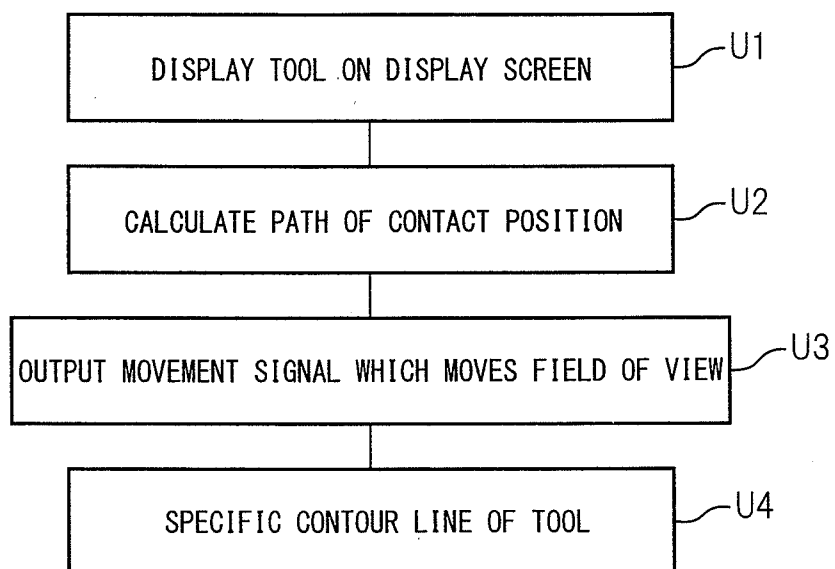 DISPLAY TOOL ON DISPLAY SCREEN
U1
CALCULATE PATH OF CONTACT POSITION
U2
OUTPUT MOVEMENT SIGNAL WHICH MOVES FIELD OF VIEW
U3
SPECIFIC CONTOUR LINE OF TOOL
U4